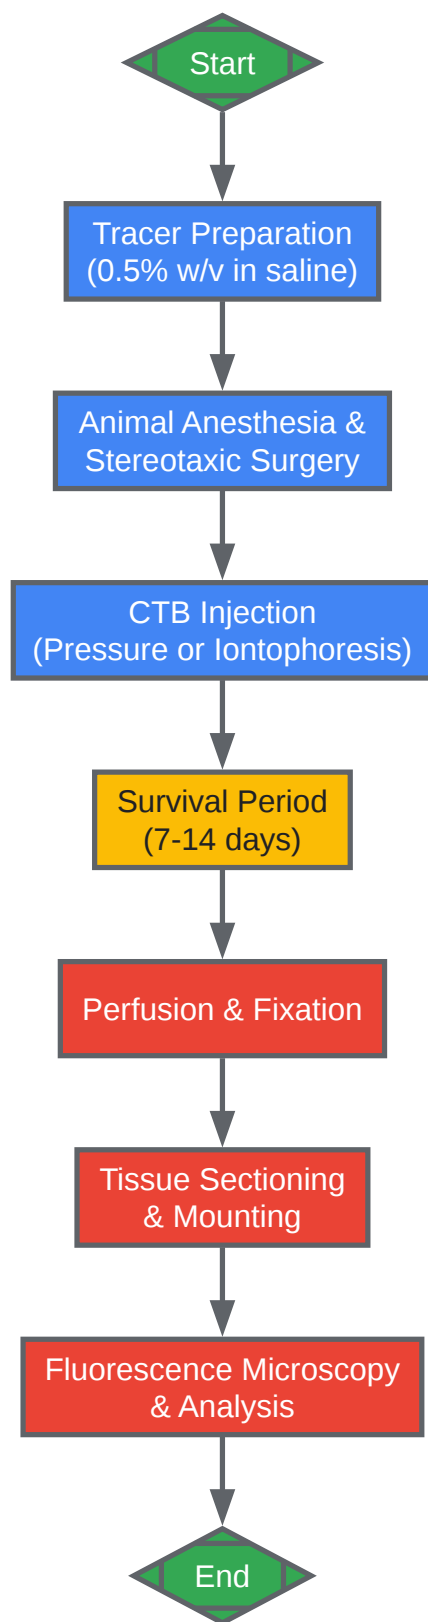 Start
Tracer Preparation
(0.5% w/v in saline)
Animal Anesthesia &
Stereotaxic Surgery
CTB Injection
(Pressure or Iontophoresis)
Survival Period
(7-14 days)
Perfusion & Fixation
Tissue Sectioning
& Mounting
Fluorescence Microscopy
& Analysis
End